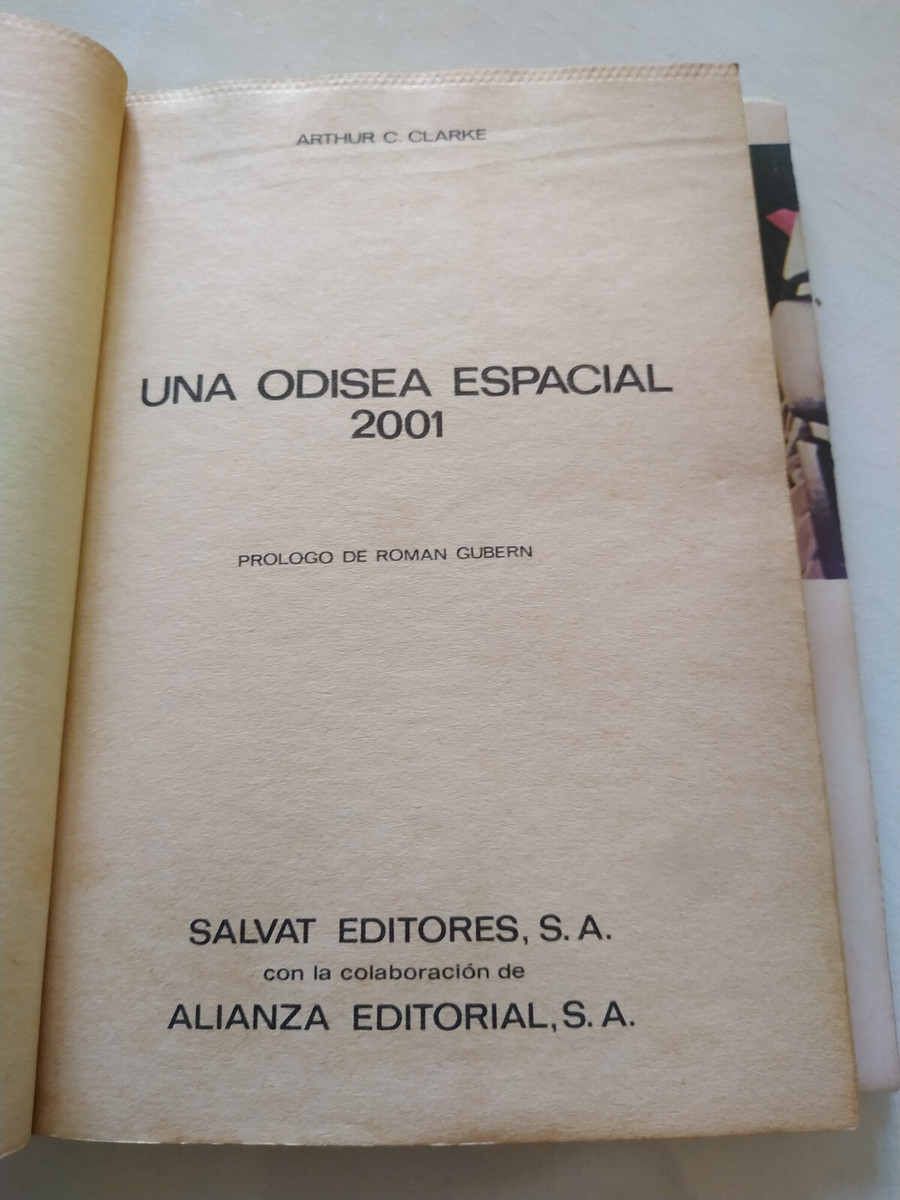 ARTHUR C. CLARKE
UNA ODISEA ESPACIAL
2001
PROLOGO DE ROMAN GUBERN
SALVAT EDITORES, S. A.
con la colaboración de
ALIANZA EDITORIAL, S. A.